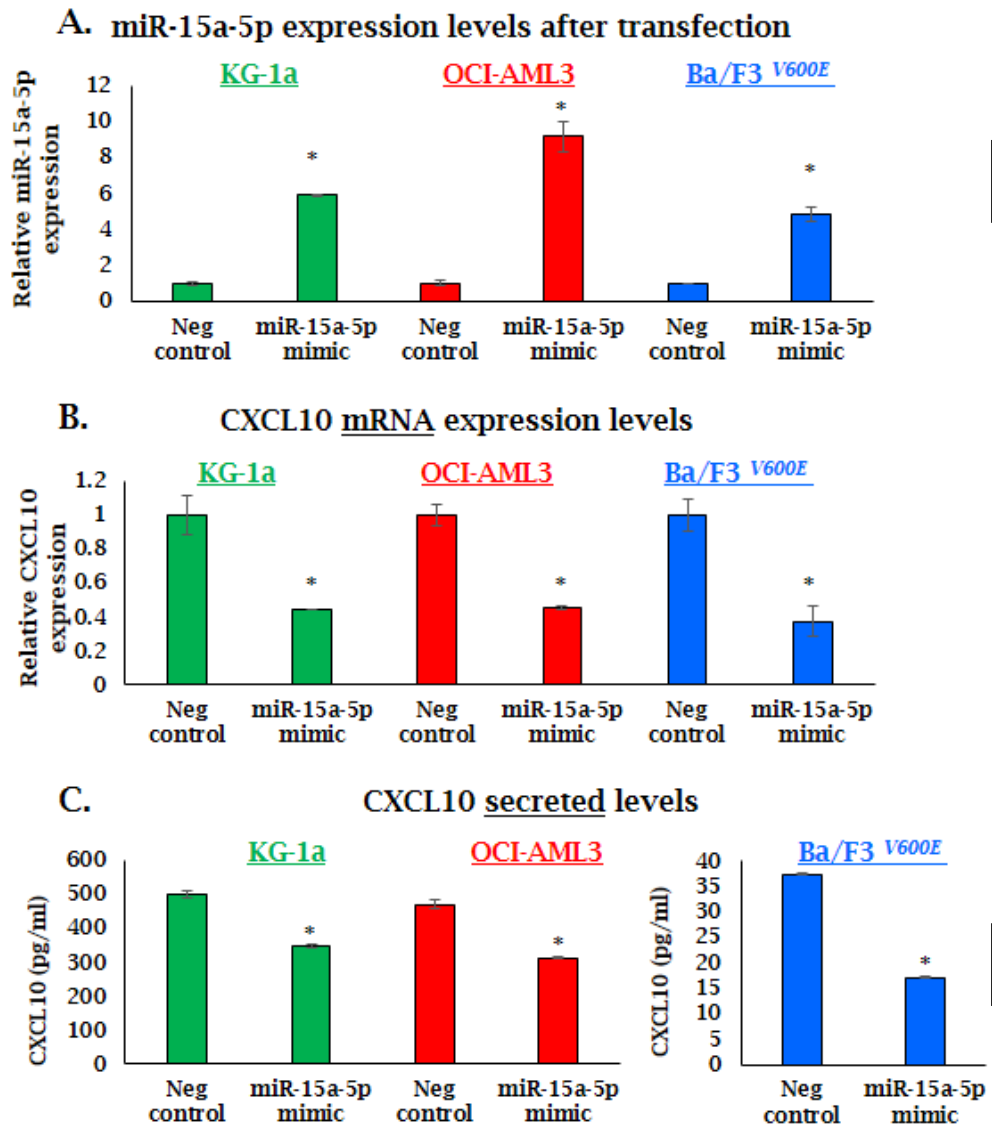 A. miR-15a-5p expression levels after transfection
KG-1a OCI-AML3 Ba/F3 V600E
Relative miR-15a-5p
expression
12
10
8
6
4
2
0
* * *
Neg control miR-15a-5p mimic Neg control miR-15a-5p mimic Neg control miR-15a-5p mimic
B. CXCL10 mRNA expression levels
KG-1a OCI-AML3 Ba/F3 V600E
Relative CXCL10
expression
1.2
1
0.8
0.6
0.4
0.2
0
* * *
Neg control miR-15a-5p mimic Neg control miR-15a-5p mimic Neg control miR-15a-5p mimic
C. CXCL10 secreted levels
KG-1a OCI-AML3
CXCL10 (pg/ml)
600
500
400
300
200
100
0
* *
Neg control miR-15a-5p mimic Neg control miR-15a-5p mimic
Ba/F3 V600E
CXCL10 (pg/ml)
40
35
30
25
20
15
10
5
0
*
Neg control miR-15a-5p mimic